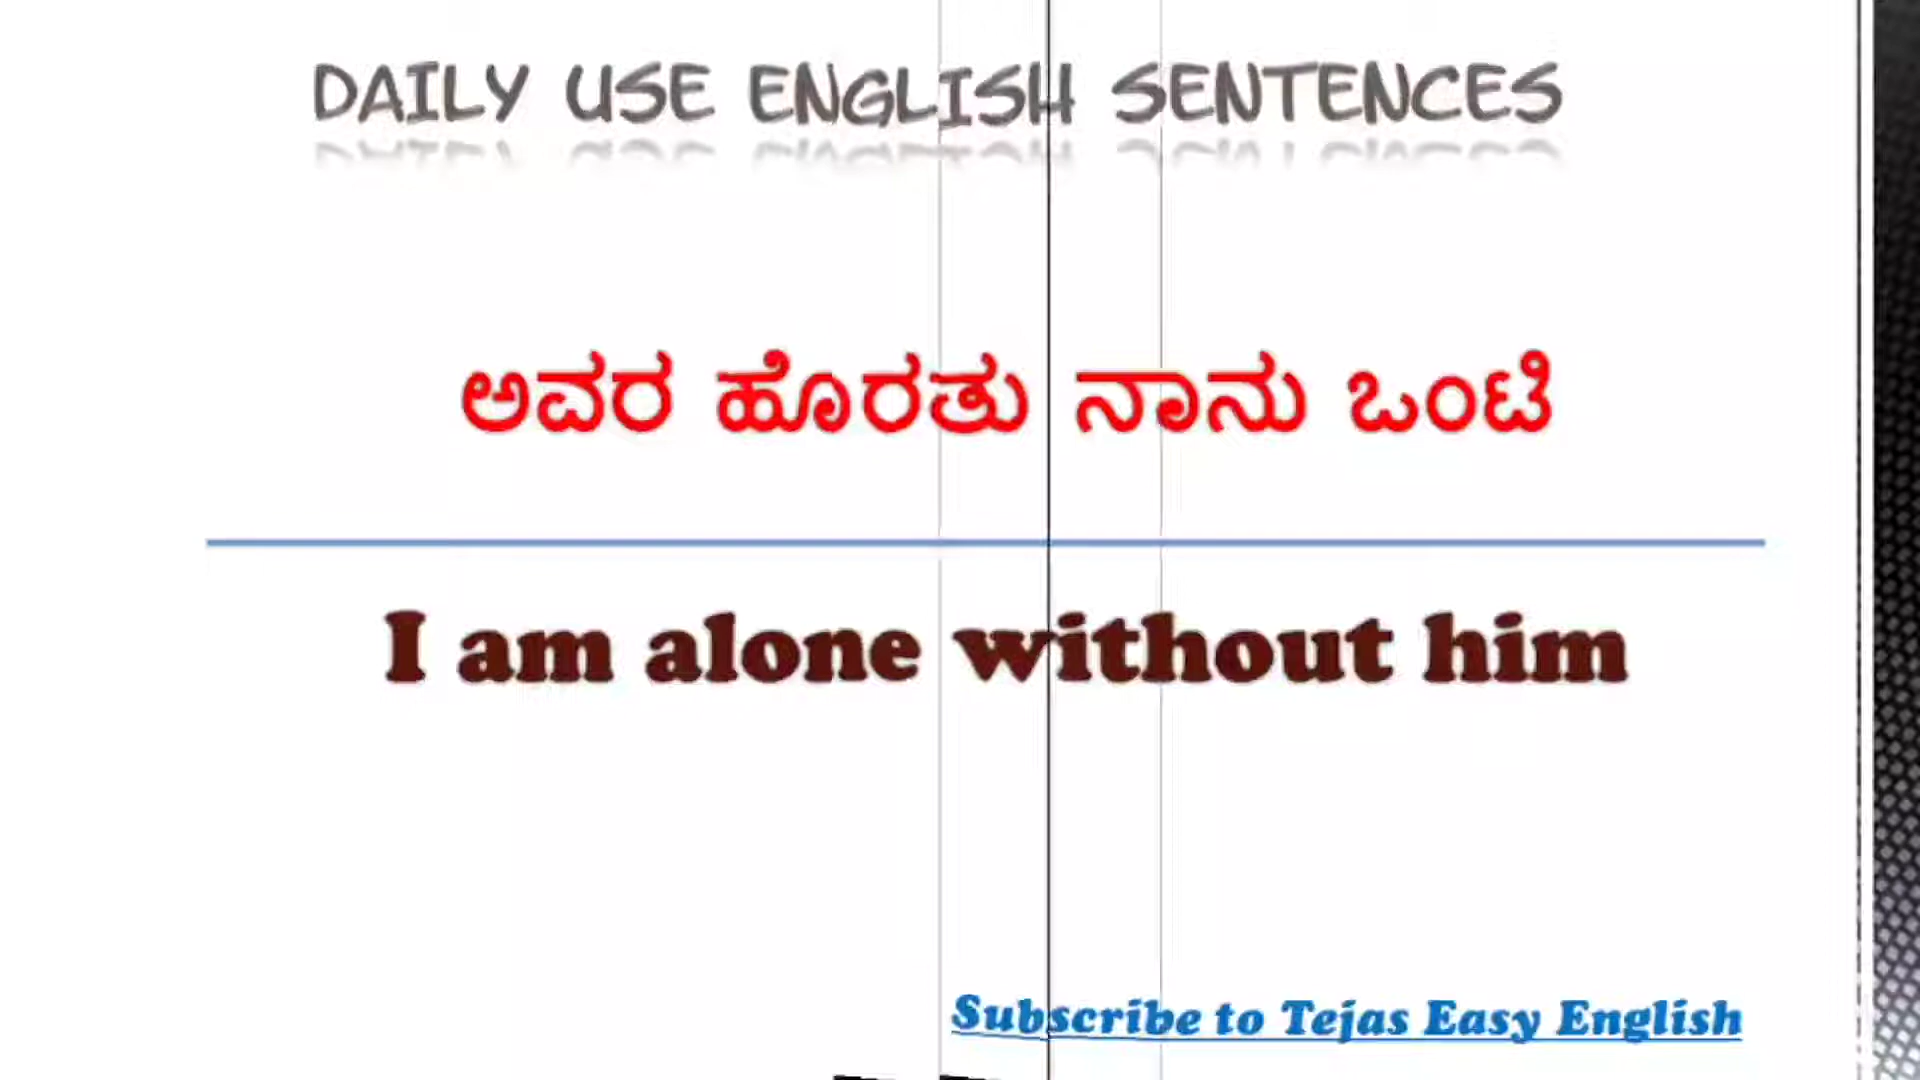 DAILY USE ENGLISH SENTENCES
ಅವರ ಹೊರತು ನಾನು ಒಂಟಿ
I am alone without him
Subscribe to Tejas Easy English